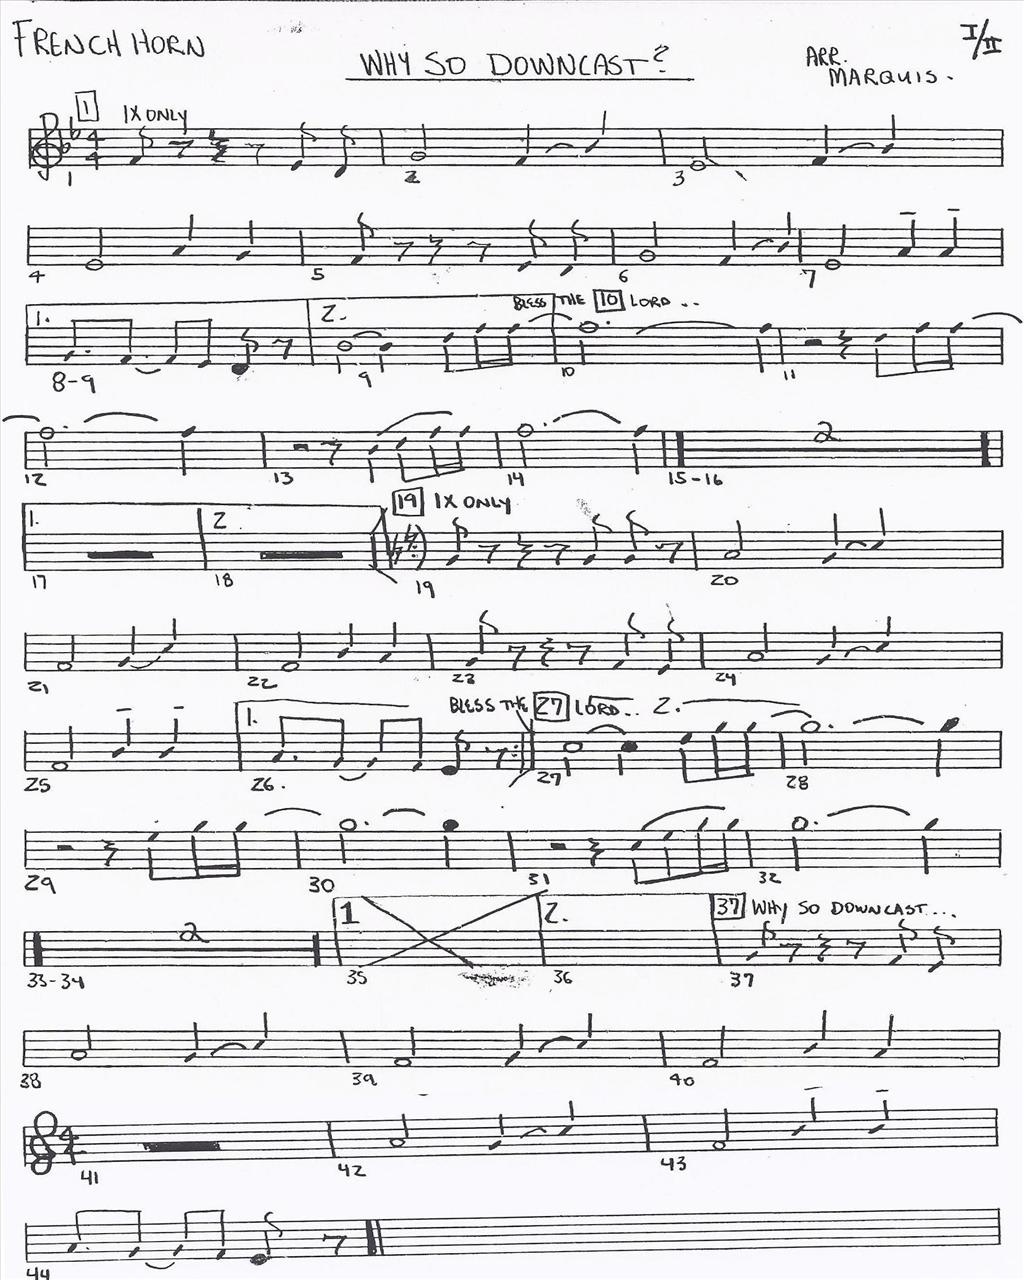 FRENCH HORN
I/II
WHY SO DOWNCAST?
ARR.
MARQUIS.
1 1X ONLY
4 4
1 2 3
4 5 6 7
1. 2. BLESS THE 10 LORD ..
8-9 9 10 11
2
12 13 14 15-16
1. 2 19 1X ONLY
17 18 19 20
21 22 23 24
1. BLESS THE 27 LORD.. 2.
25 26. 27 28
29 30 31 32
2 1 2. 37 WHY SO DOWNCAST...
33-34 35 36 37
38 39 40
4 4
41 42 43
44